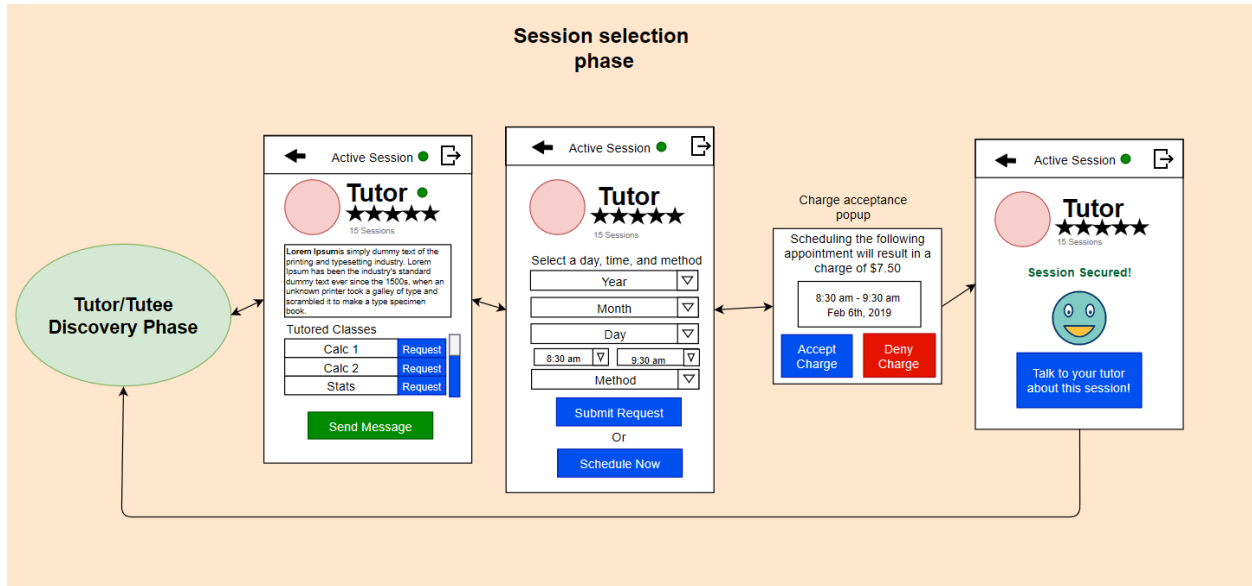 Session selection
phase
Tutor/Tutee
Discovery Phase
Active Session
Tutor
15 Sessions
Lorem Ipsumis simply dummy text of the
printing and typesetting industry. Lorem
Ipsum has been the industry's standard
dummy text ever since the 1500s, when an
unknown printer took a galley of type and
scrambled it to make a type specimen
book.
Tutored Classes
Calc 1 Request
Calc 2 Request
Stats Request
Send Message
Active Session
Tutor
15 Sessions
Select a day, time, and method
Year
Month
Day
8:30 am 9:30 am
Method
Submit Request
Or
Schedule Now
Charge acceptance
popup
Scheduling the following
appointment will result in a
charge of $7.50
8:30 am - 9:30 am
Feb 6th, 2019
Accept
Charge
Deny
Charge
Active Session
Tutor
15 Sessions
Session Secured!
Talk to your tutor
about this session!